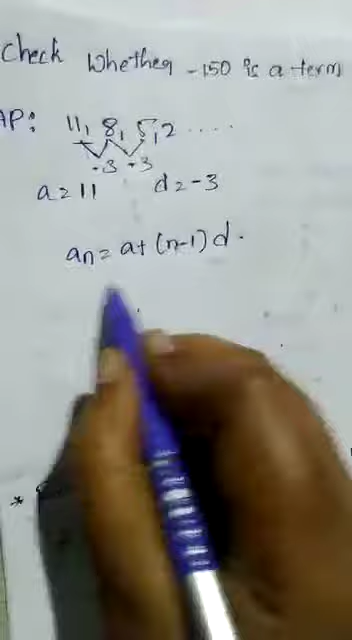 Check Whether -150 is a term
AP: 11, 8, 5, 2 .....
-3 -3
a = 11 d = -3
an = a + (n-1) d.
*